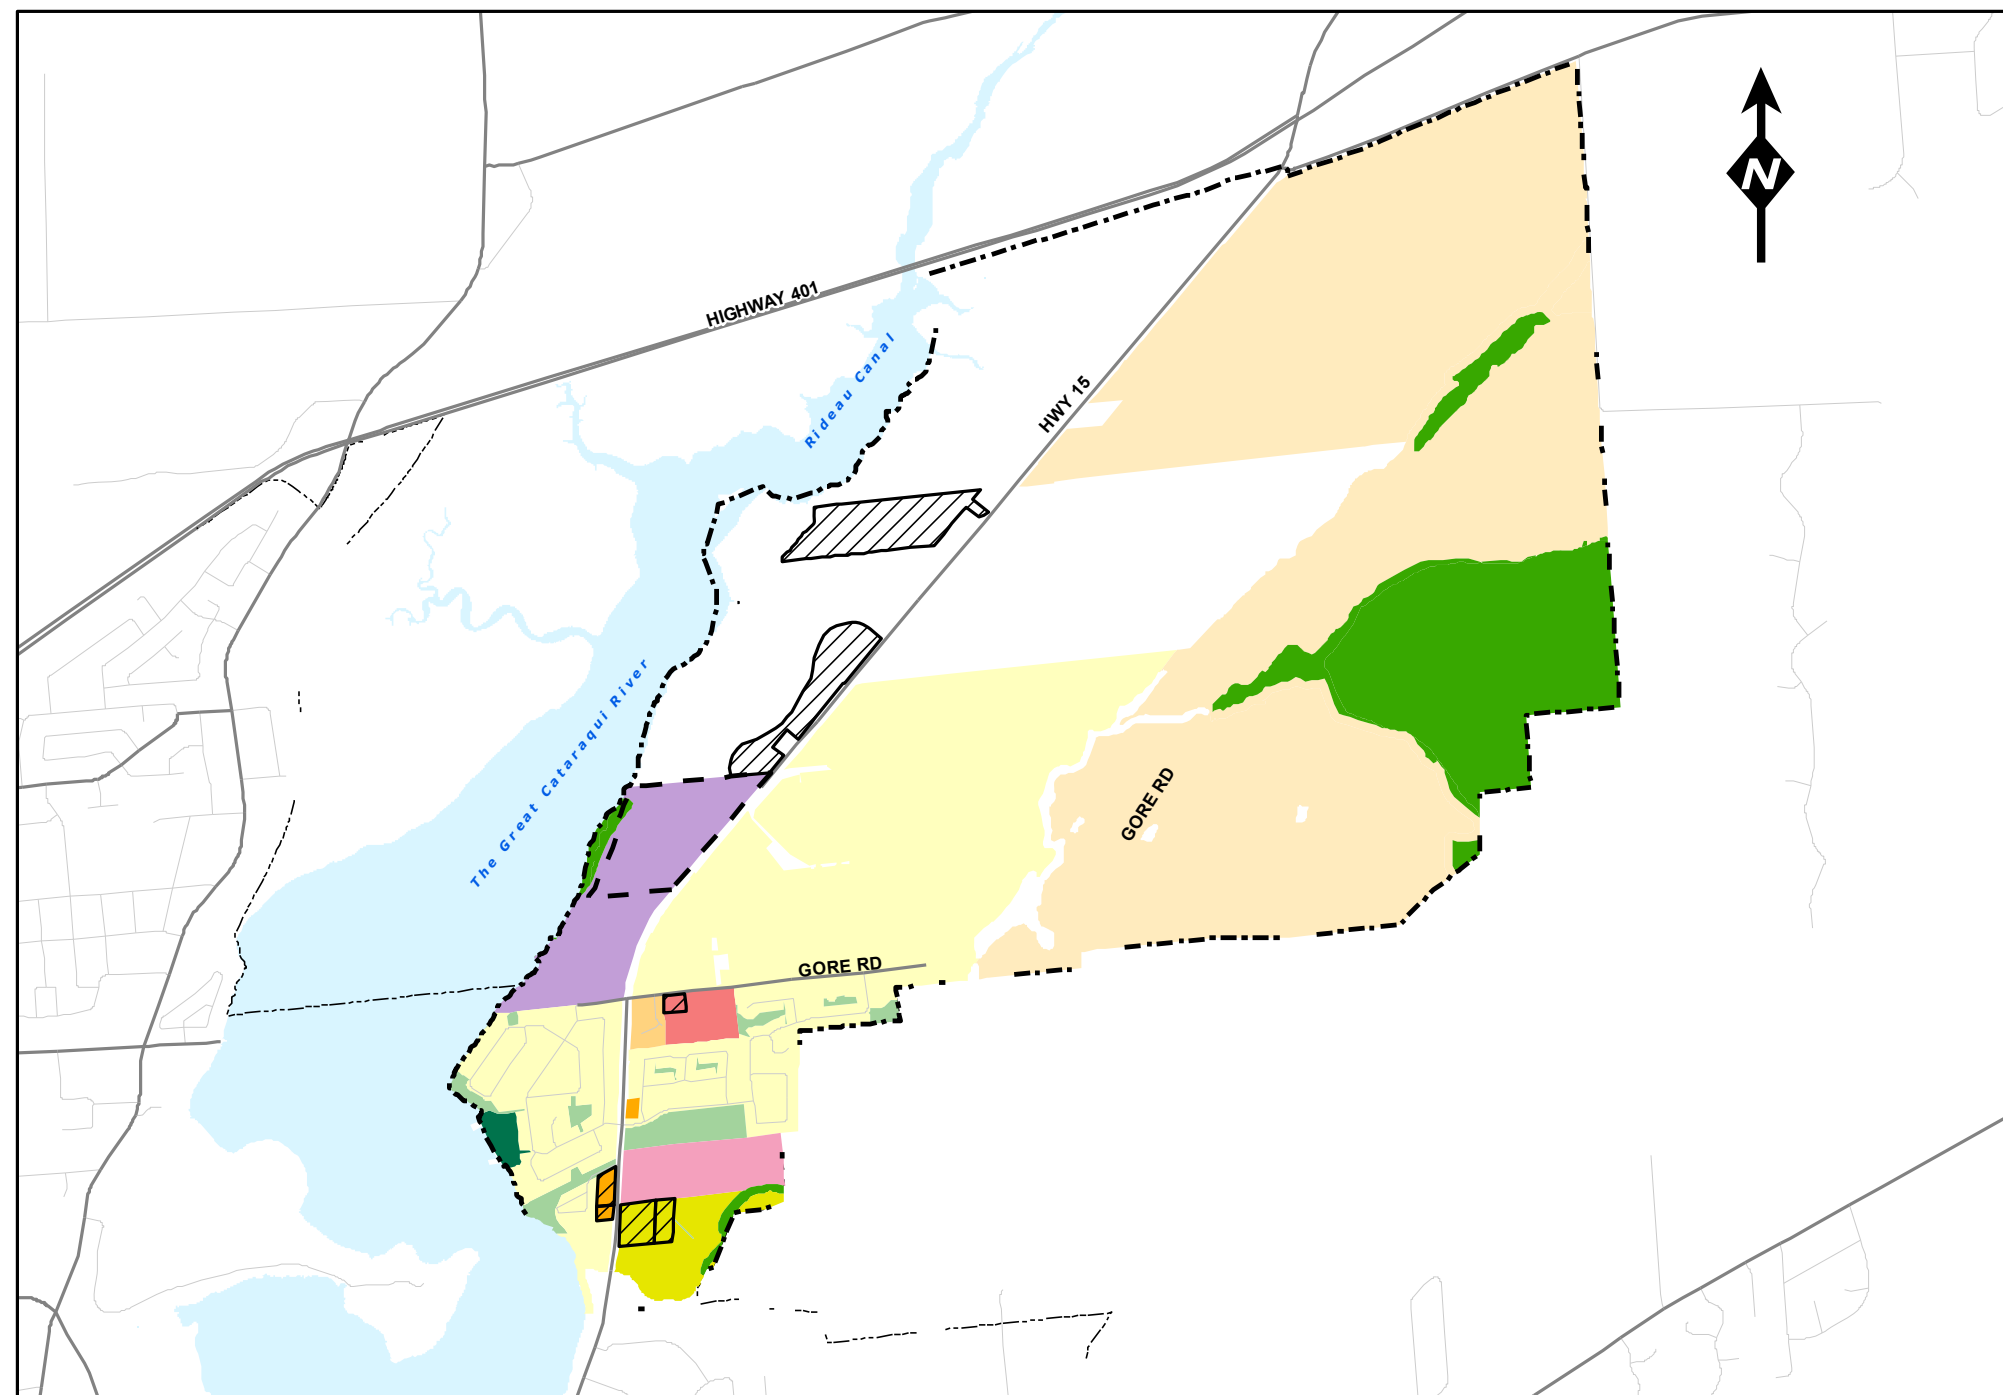 N
HIGHWAY 401
Rideau Canal
HWY 15
The Great Cataraqui River
GORE RD
GORE RD